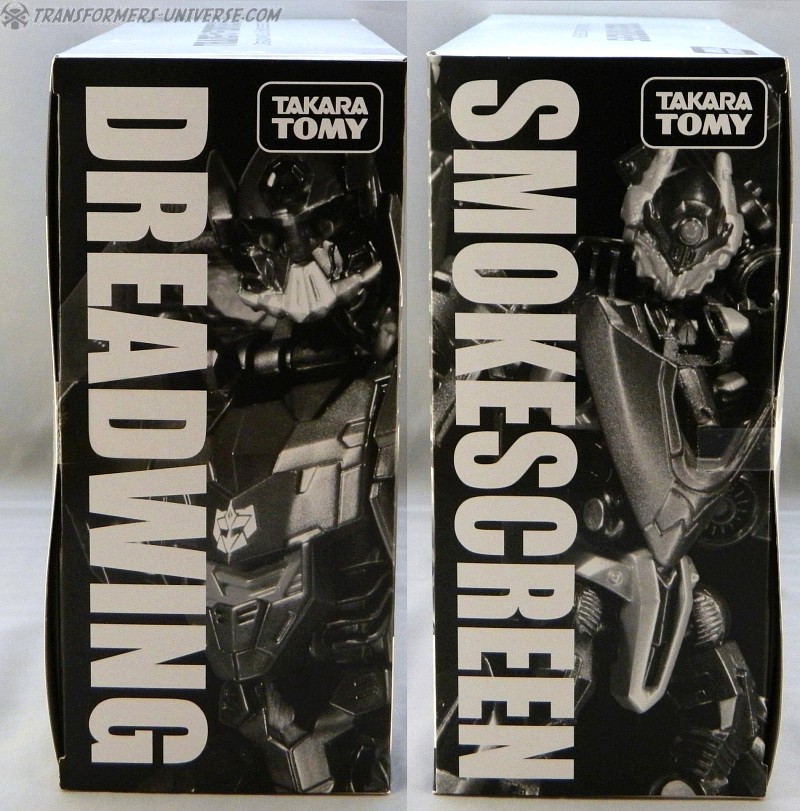 TRANSFORMERS-UNIVERSE.COM
TAKARA
TOMY
DREADWING
TAKARA
TOMY
SMOKESCREEN